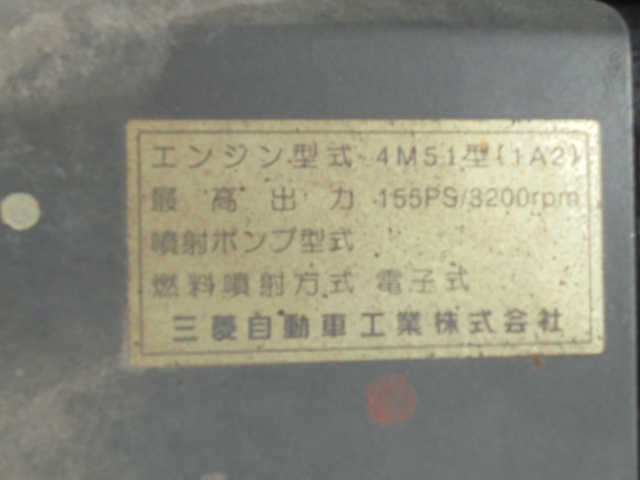 エンジン型式 4M51型(1A2)
最高出力 155PS/3200rpm
噴射ポンプ型式
燃料噴射方式 電子式
三菱自動車工業株式会社